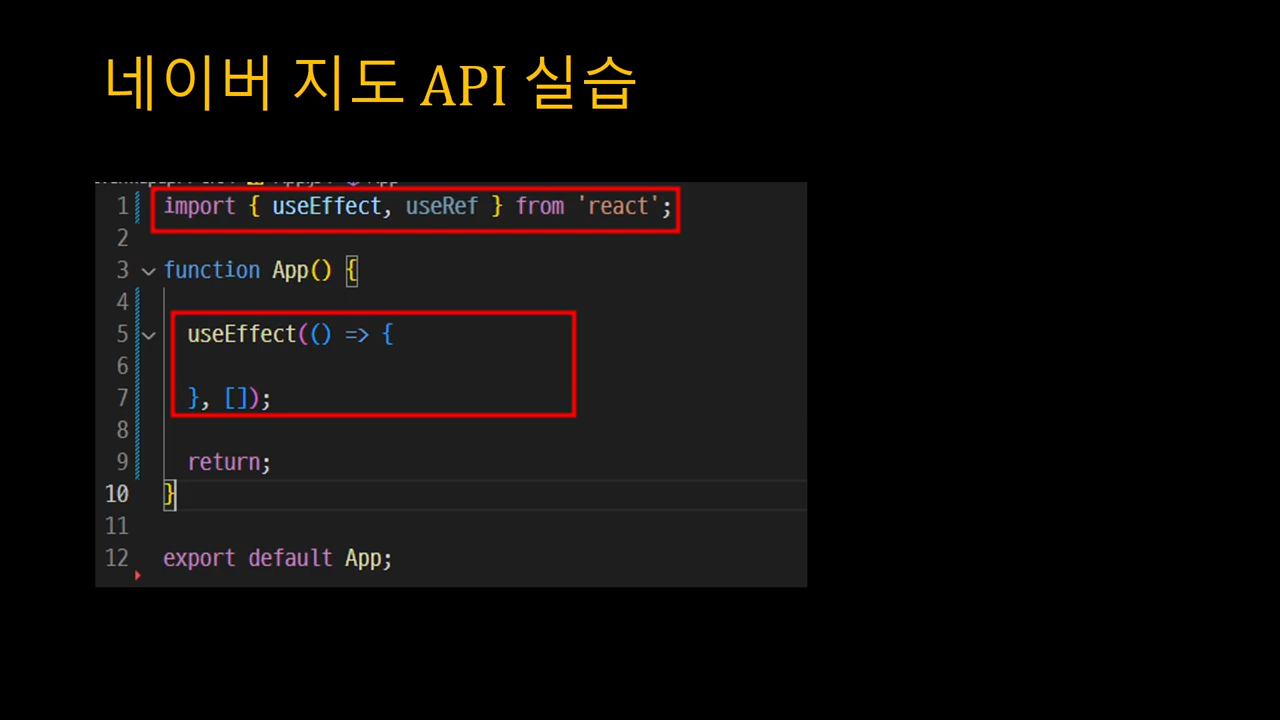 네이버 지도 API 실습
1 import { useEffect, useRef } from 'react';
2
3 function App() {
4
5 useEffect(() => {
6
7 }, []);
8
9 return;
10 }
11
12 export default App;